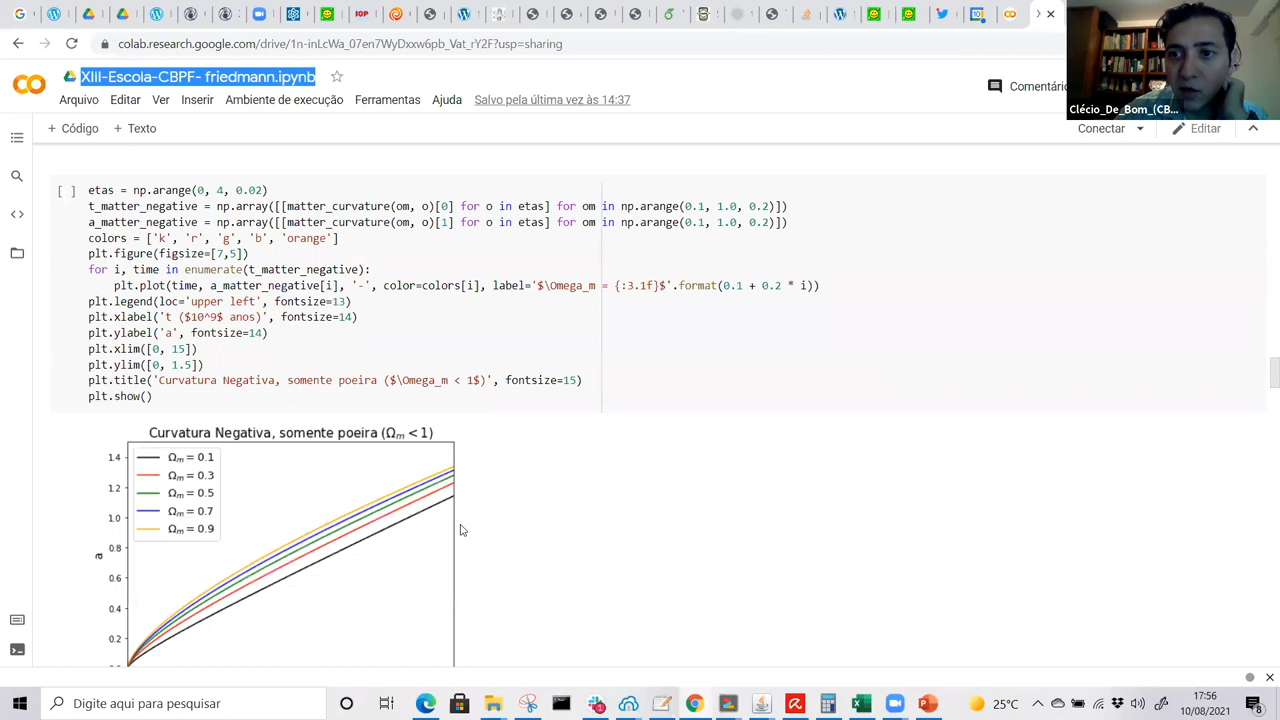 colab.research.google.com/drive/1n-inLcWa_07en7WyDxxw6pb_Vat_rY2F?usp=sharing
XIII-Escola-CBPF- friedmann.ipynb
Arquivo Editar Ver Inserir Ambiente de execução Ferramentas Ajuda Salvo pela última vez às 14:37
Comentário
Clécio_De_Bom_(CB...
+ Código + Texto
Conectar Editar
[ ] etas = np.arange(0, 4, 0.02)
t_matter_negative = np.array([[matter_curvature(om, o)[0] for o in etas] for om in np.arange(0.1, 1.0, 0.2)])
a_matter_negative = np.array([[matter_curvature(om, o)[1] for o in etas] for om in np.arange(0.1, 1.0, 0.2)])
colors = ['k', 'r', 'g', 'b', 'orange']
plt.figure(figsize=[7,5])
for i, time in enumerate(t_matter_negative):
plt.plot(time, a_matter_negative[i], '-', color=colors[i], label='$\Omega_m = {:3.1f}$'.format(0.1 + 0.2 * i))
plt.legend(loc='upper left', fontsize=13)
plt.xlabel('t ($10^9$ anos)', fontsize=14)
plt.ylabel('a', fontsize=14)
plt.xlim([0, 15])
plt.ylim([0, 1.5])
plt.title('Curvatura Negativa, somente poeira ($\Omega_m < 1$)', fontsize=15)
plt.show()
Curvatura Negativa, somente poeira (Ωm < 1)
1.4
1.2
1.0
0.8
0.6
0.4
0.2
a
Ωm = 0.1
Ωm = 0.3
Ωm = 0.5
Ωm = 0.7
Ωm = 0.9
Digite aqui para pesquisar
25°C
17:56
10/08/2021
8